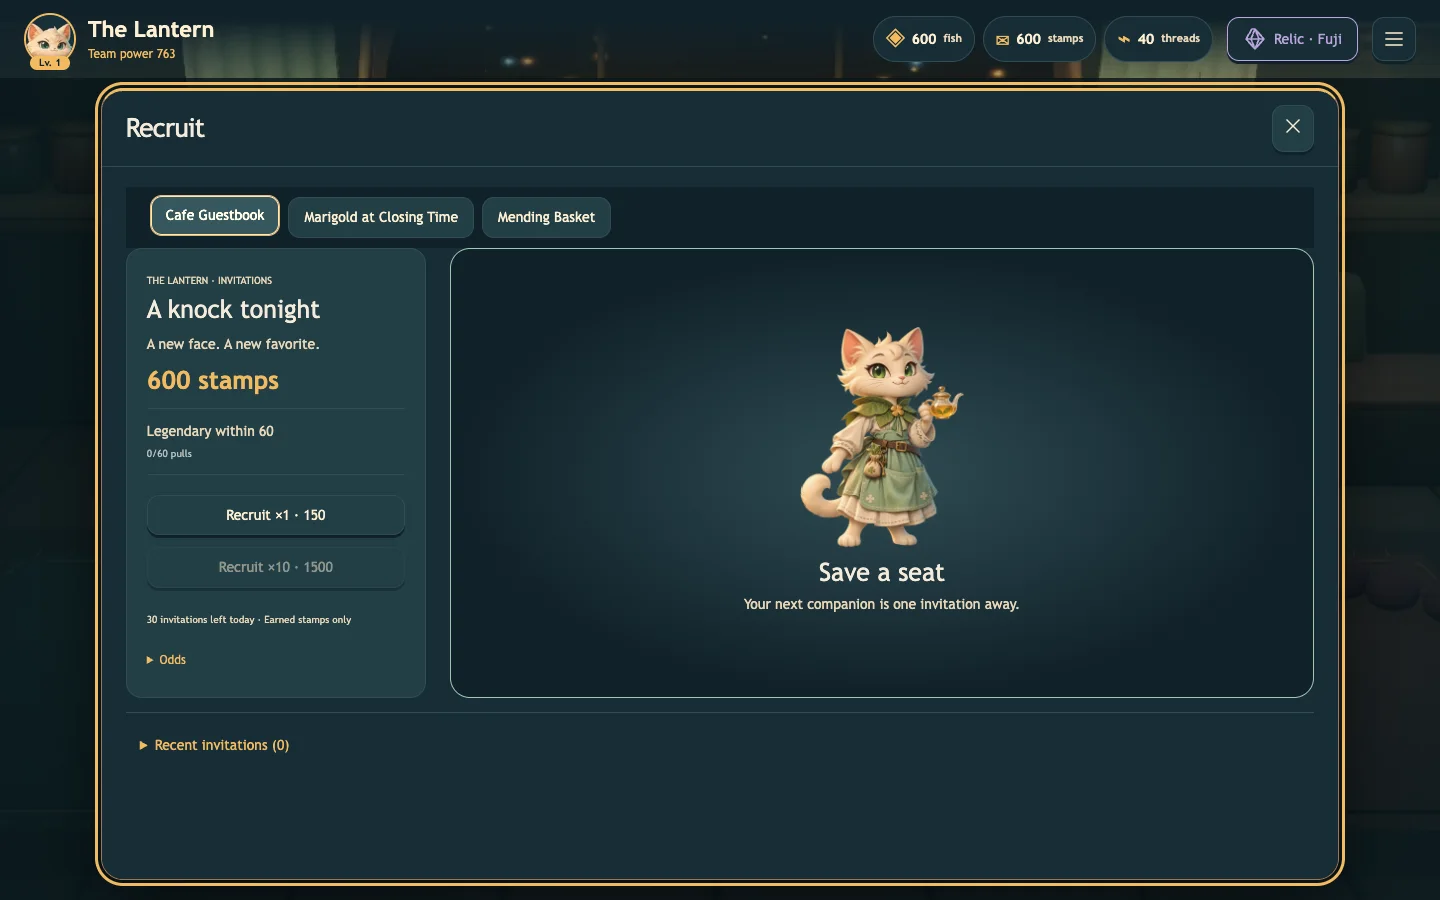 The Lantern
Team power 763
Lv. 1
600 fish
600 stamps
40 threads
Relic · Fuji
Recruit
Cafe Guestbook
Marigold at Closing Time
Mending Basket
THE LANTERN · INVITATIONS
A knock tonight
A new face. A new favorite.
600 stamps
Legendary within 60
0/60 pulls
Recruit ×1 · 150
Recruit ×10 · 1500
30 invitations left today · Earned stamps only
Odds
Save a seat
Your next companion is one invitation away.
Recent invitations (0)